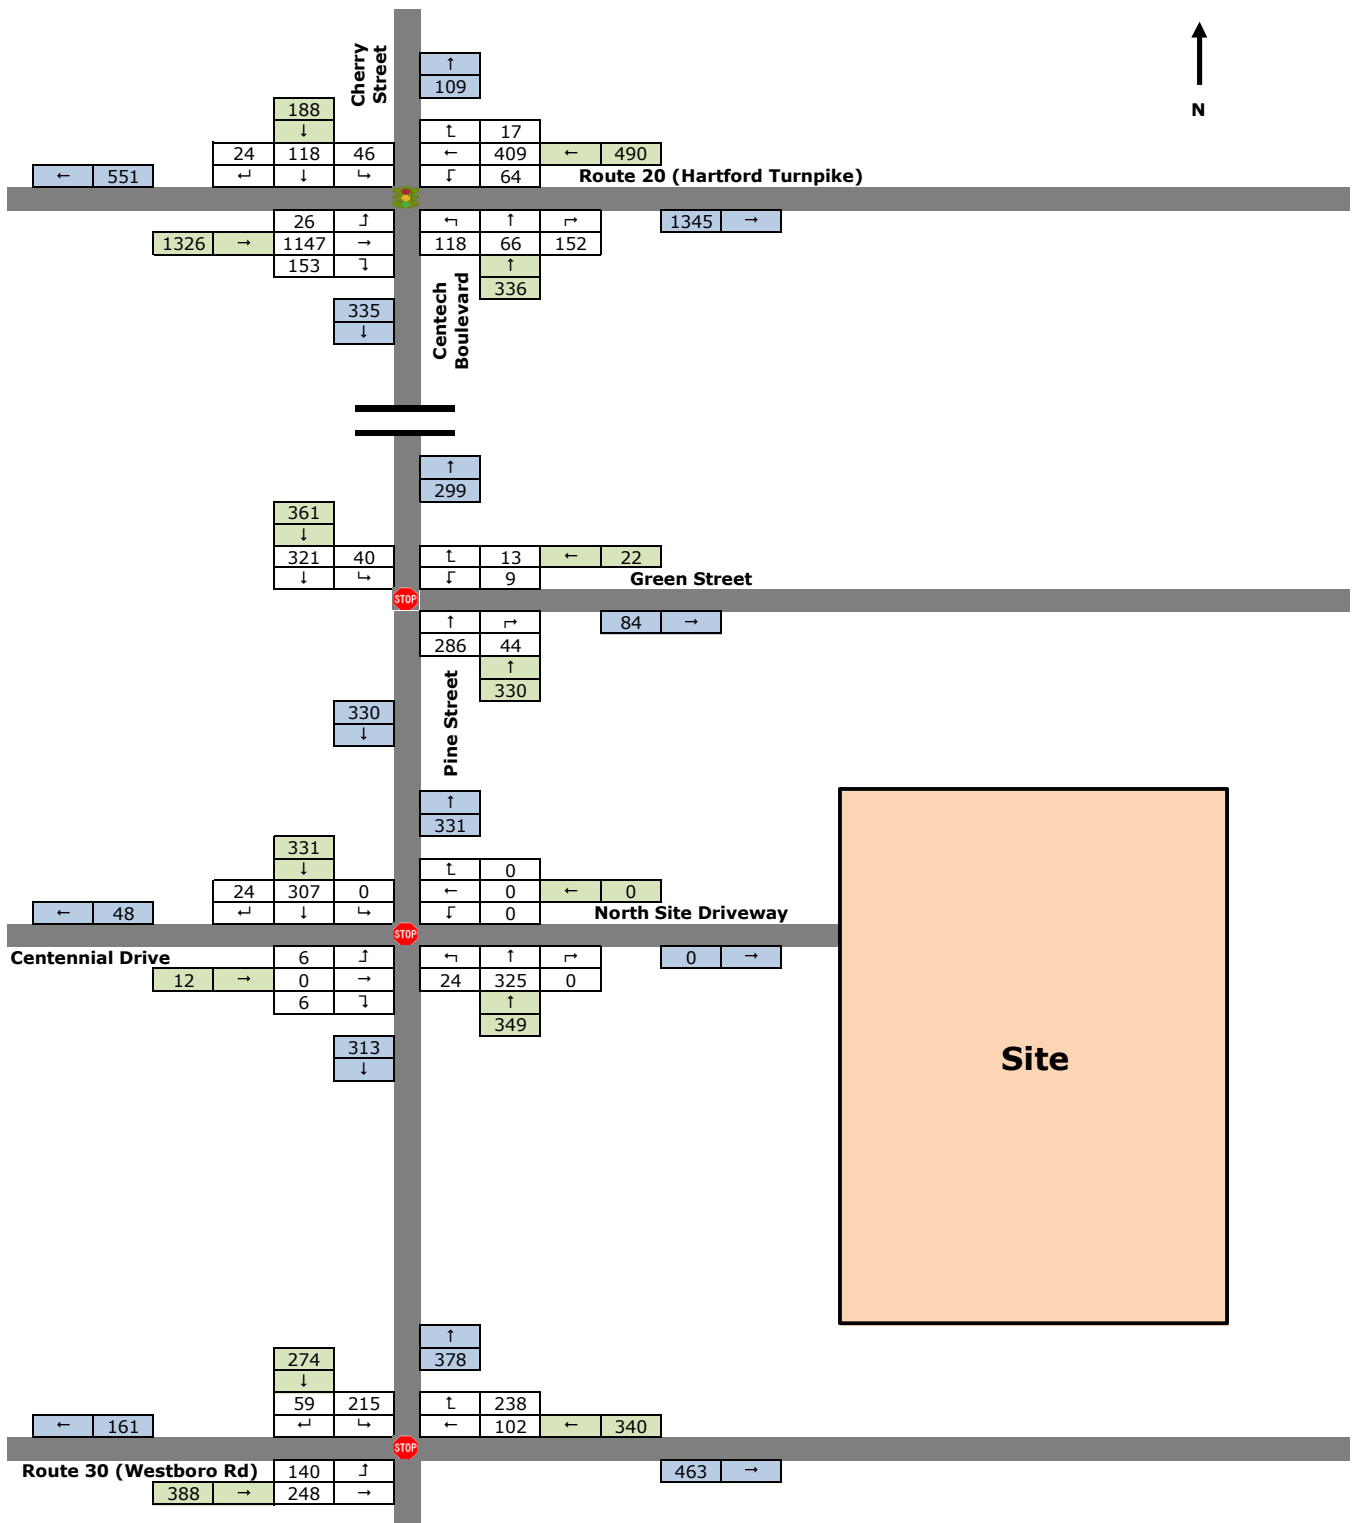 Cherry
Street
↑
109
N
188
↓
↰ 17
24 118 46
← 409 ← 490
← 551
↵ ↓ ↳
↲ 64
Route 20 (Hartford Turnpike)
26 ↥
1326 → 1147 →
153 ↴
↰ ↑ ↱
118 66 152
↑
336
1345 →
335
↓
Centech
Boulevard
↑
299
361
↓
321 40
↓ ↳
↰ 13 ← 22
↲ 9
Green Street
STOP
↑ ↱
286 44
↑
330
84 →
330
↓
Pine Street
↑
331
331
↓
24 307 0
↵ ↓ ↳
↰ 0
← 0 ← 0
↲ 0
← 48
North Site Driveway
STOP
Centennial Drive
6 ↥
12 → 0 →
6 ↴
↰ ↑ ↱
24 325 0
↑
349
0 →
313
↓
Site
↑
378
274
↓
59 215
↵ ↳
↰ 238
← 102 ← 340
← 161
STOP
Route 30 (Westboro Rd)
140 ↥
388 → 248 →
463 →